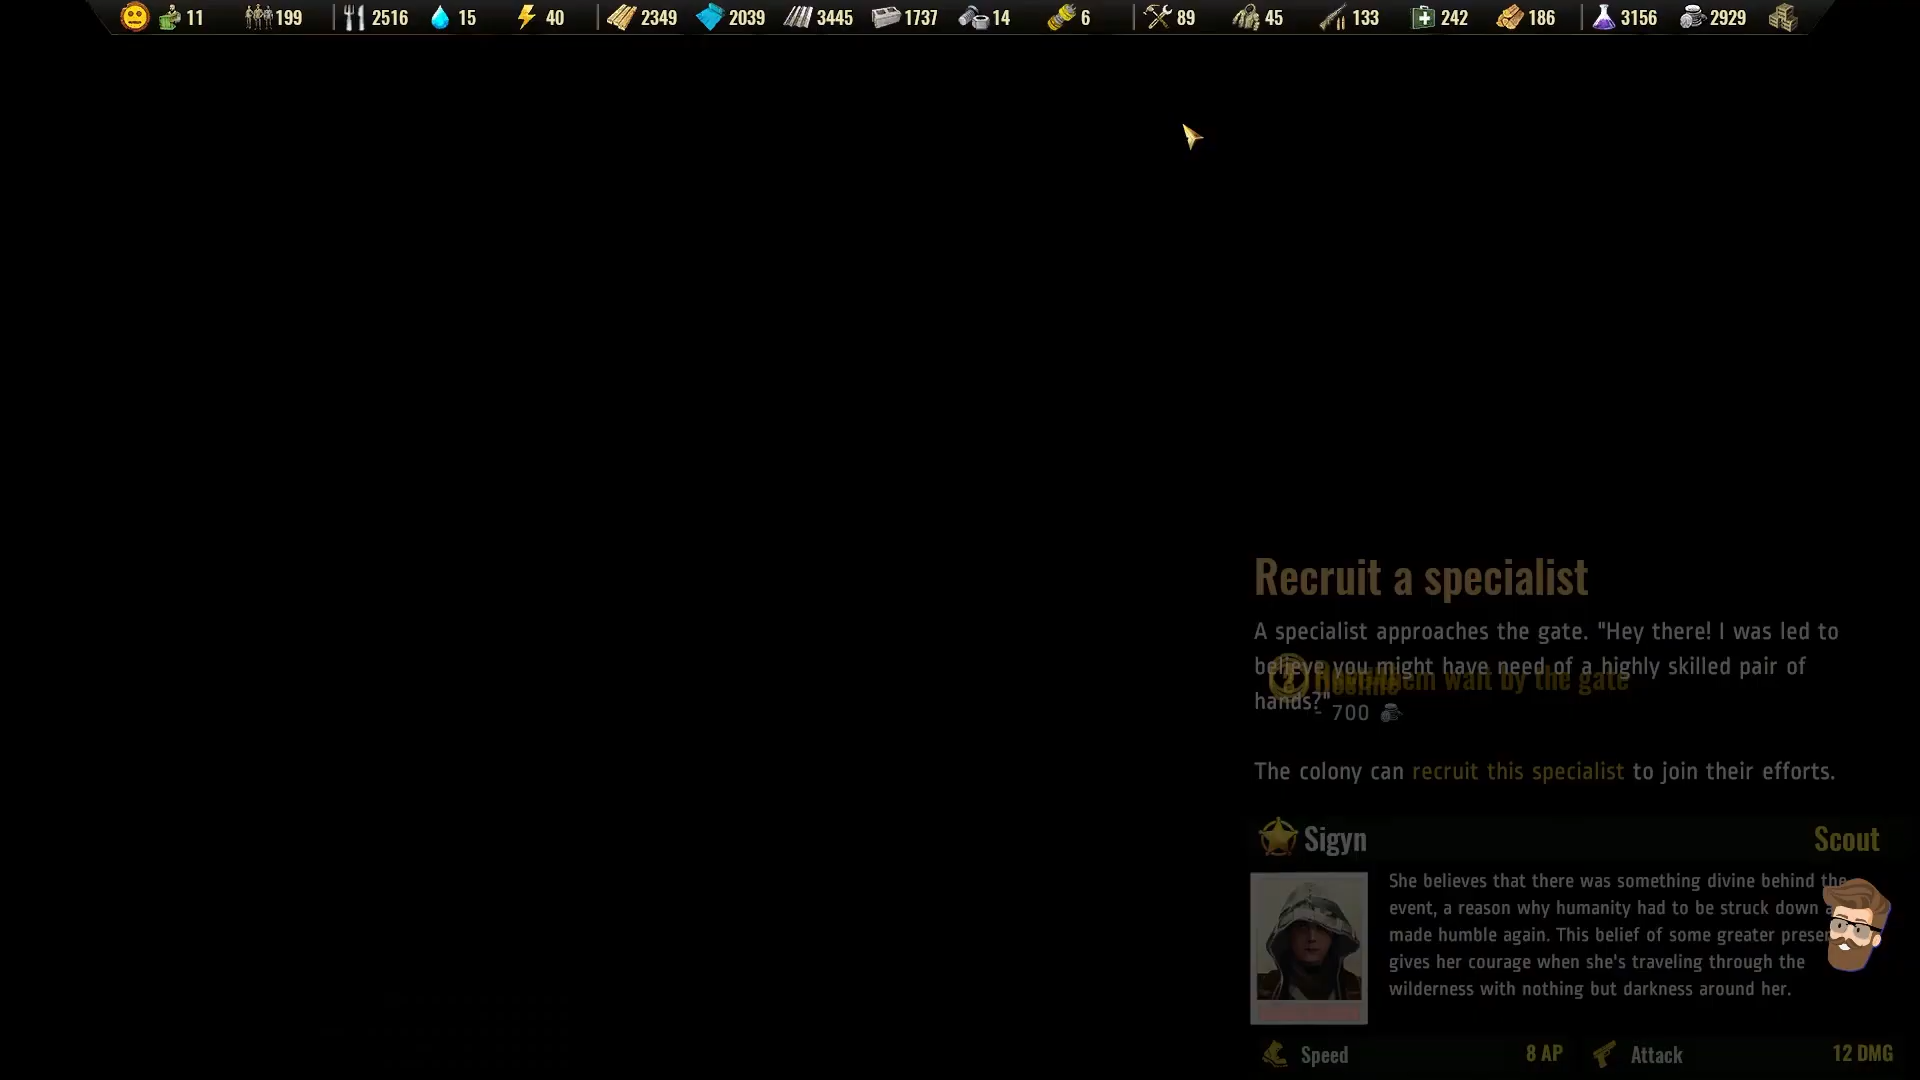 11 199 2516 15 40 2349 2039 3445 1737 14 6 89 45 133 242 186 3156 2929
Recruit a specialist
A specialist approaches the gate. "Hey there! I was led to
believe you might have need of a highly skilled pair of
hands?"
wait by the gate
- 700
The colony can recruit this specialist to join their efforts.
Sigyn Scout
She believes that there was something divine behind the
event, a reason why humanity had to be struck down
made humble again. This belief of some greater
gives her courage when she's traveling through the
wilderness with nothing but darkness around her.
Speed 8 AP Attack 12 DMG